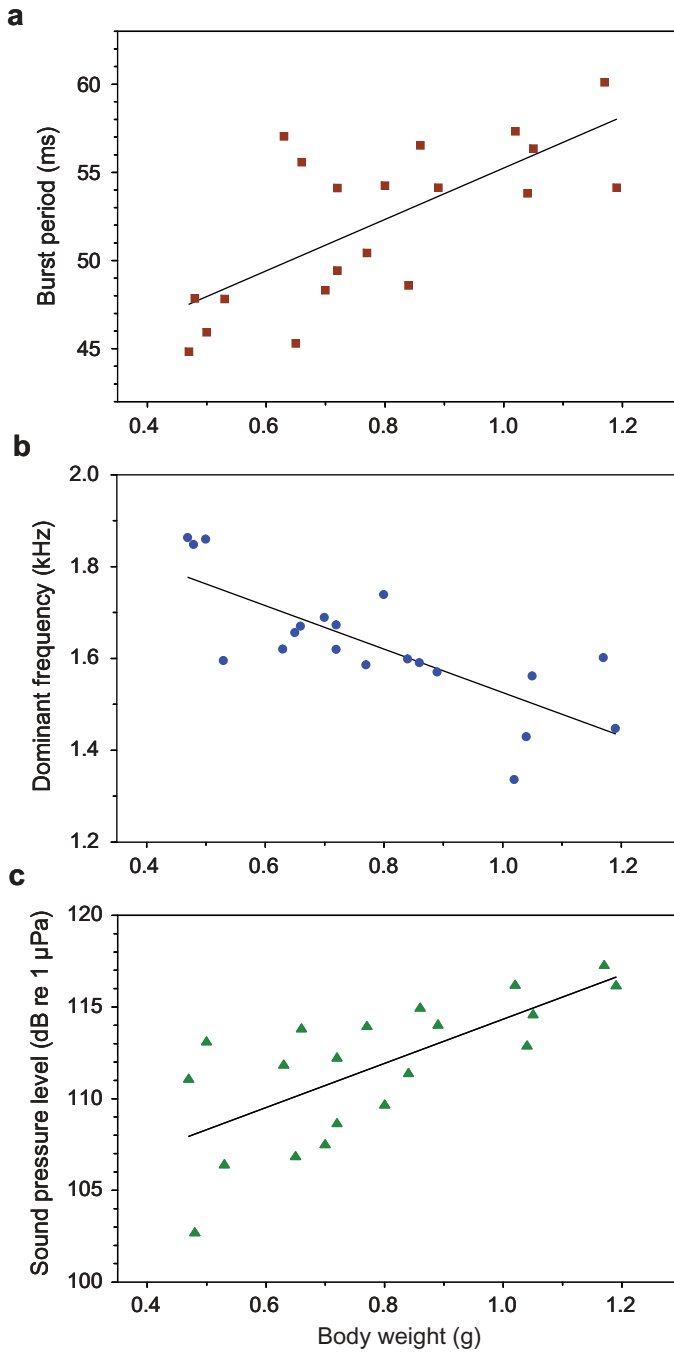 a
Burst period (ms)
60
55
50
45
0.4 0.6 0.8 1.0 1.2
b
Dominant frequency (kHz)
2.0
1.8
1.6
1.4
1.2
0.4 0.6 0.8 1.0 1.2
c
Sound pressure level (dB re 1 µPa)
120
115
110
105
100
0.4 0.6 0.8 1.0 1.2
Body weight (g)